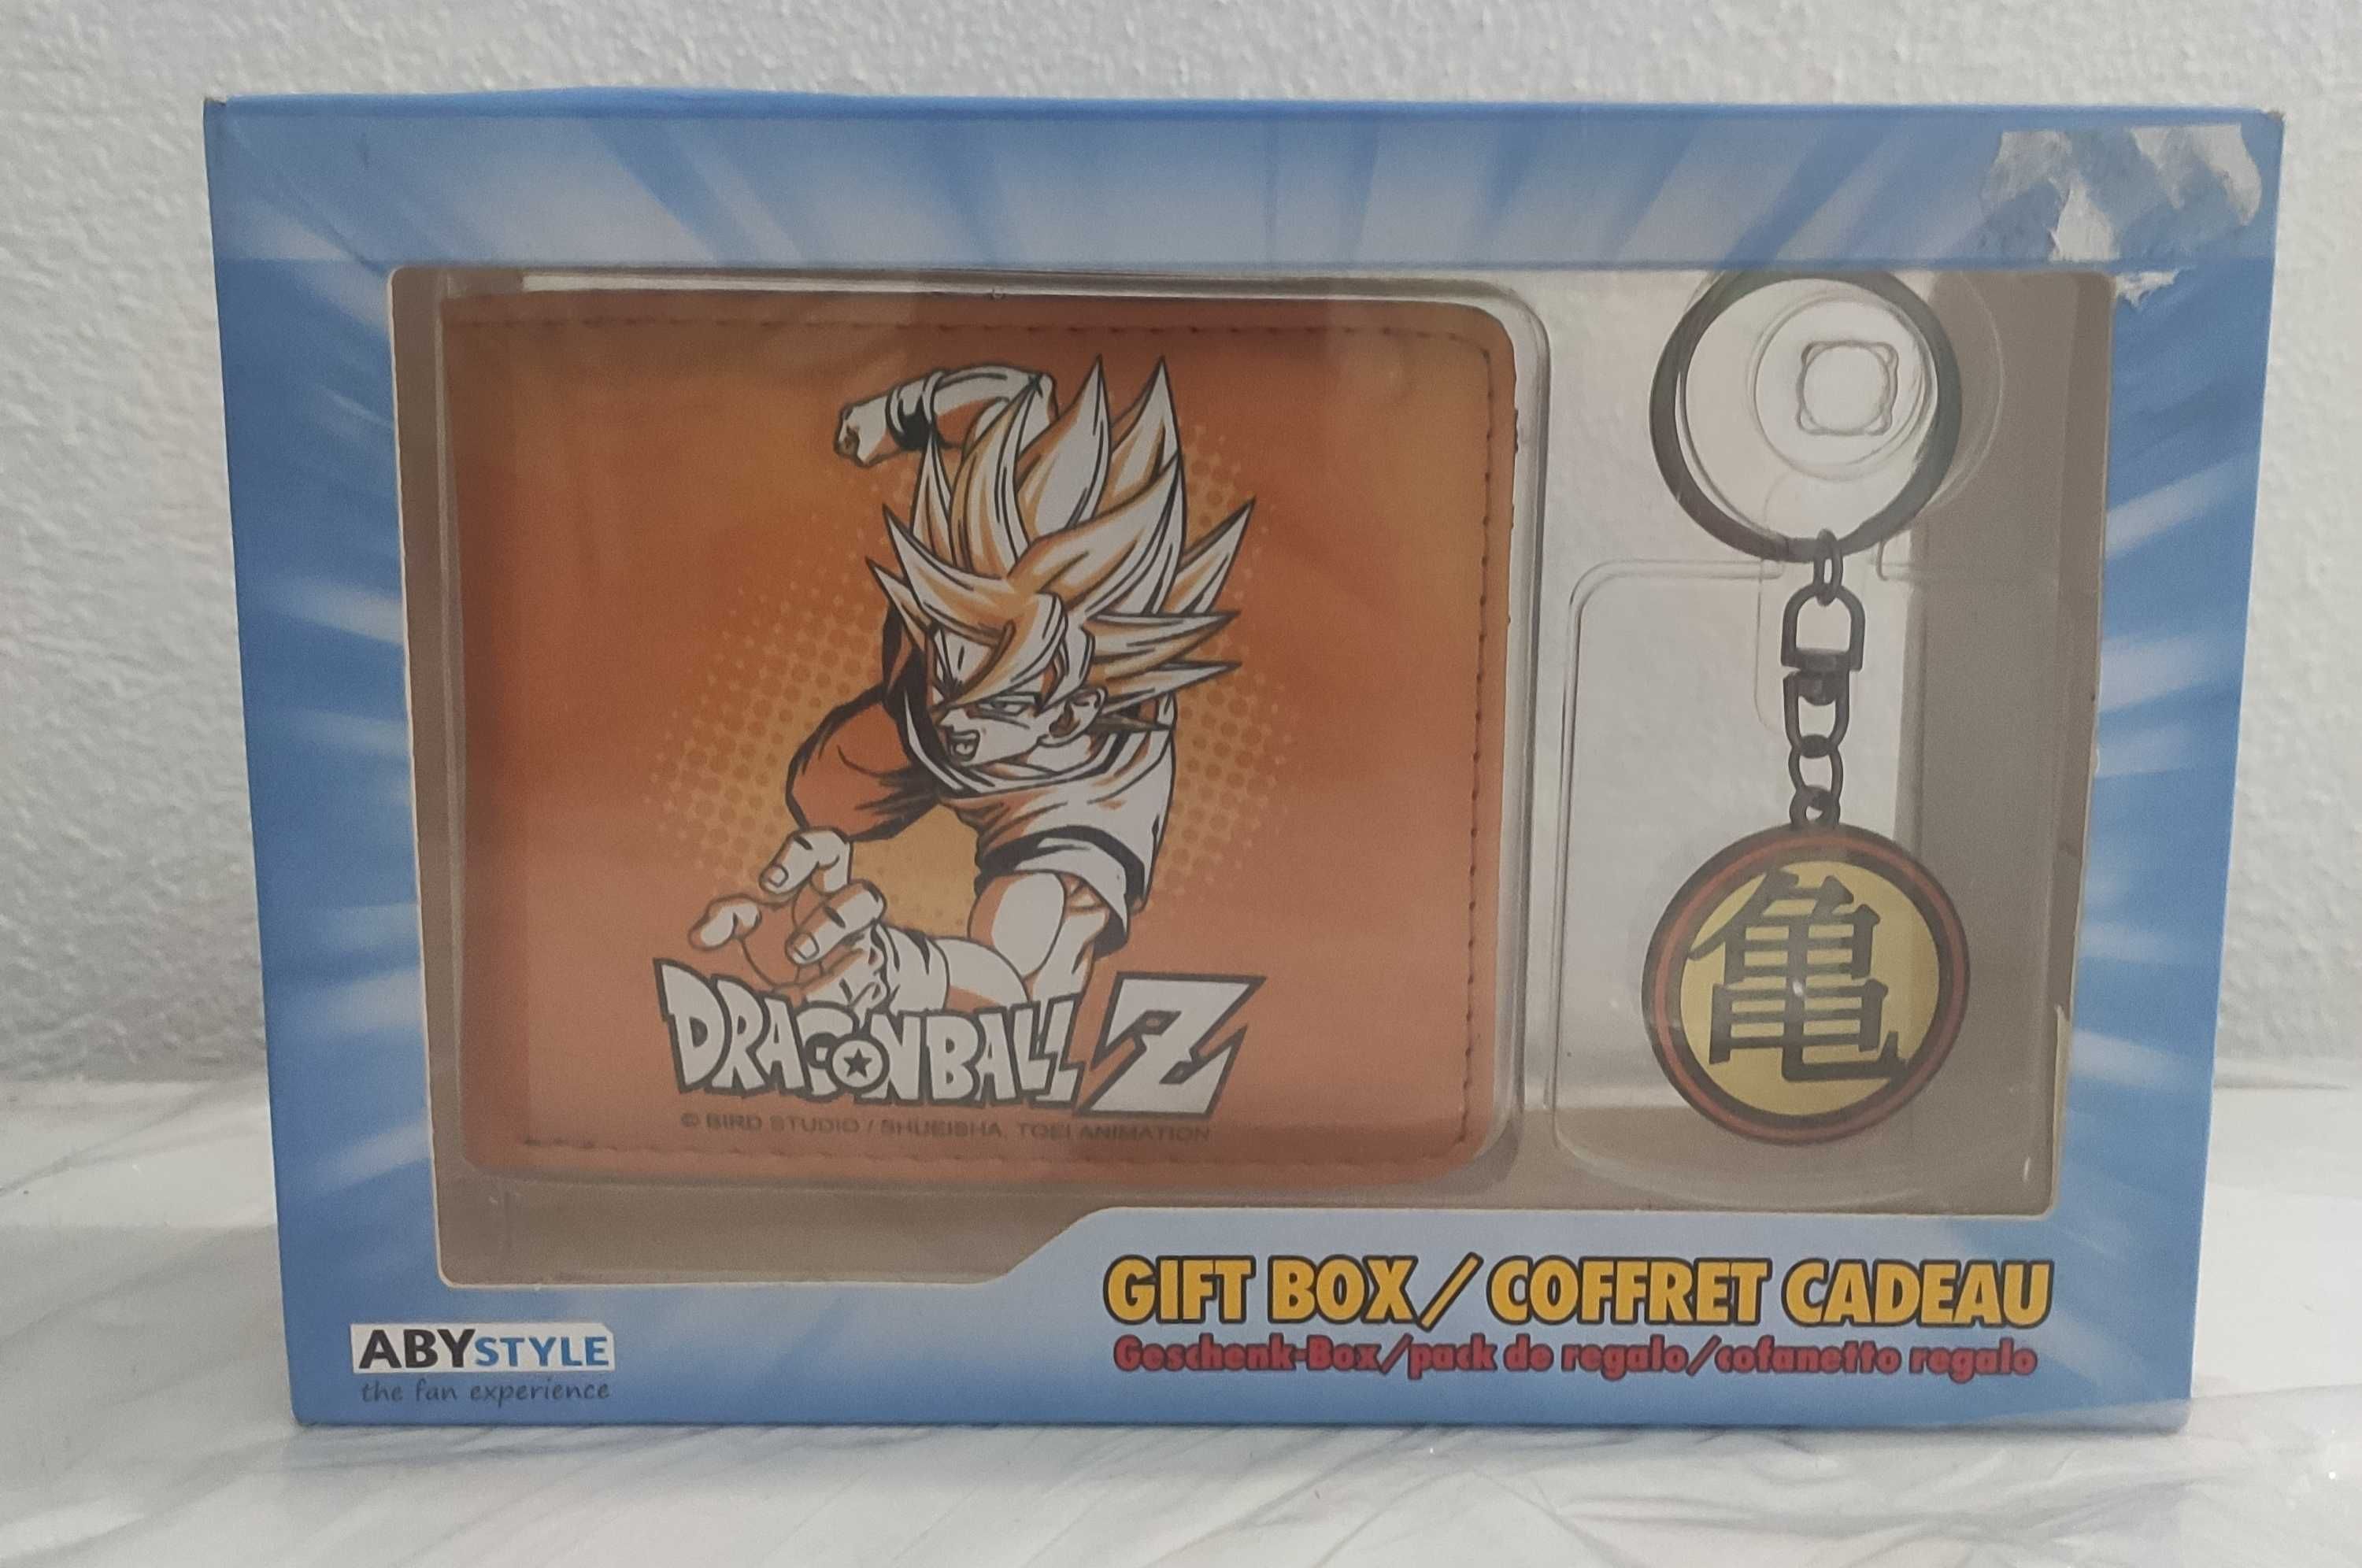 DRAGONBALL Z
© BIRD STUDIO / SHUEISHA, TOEI ANIMATION
亀
GIFT BOX / COFFRET CADEAU
Geschenk-Box/pack de regalo/cofanetto regalo
ABYSTYLE
the fan experience